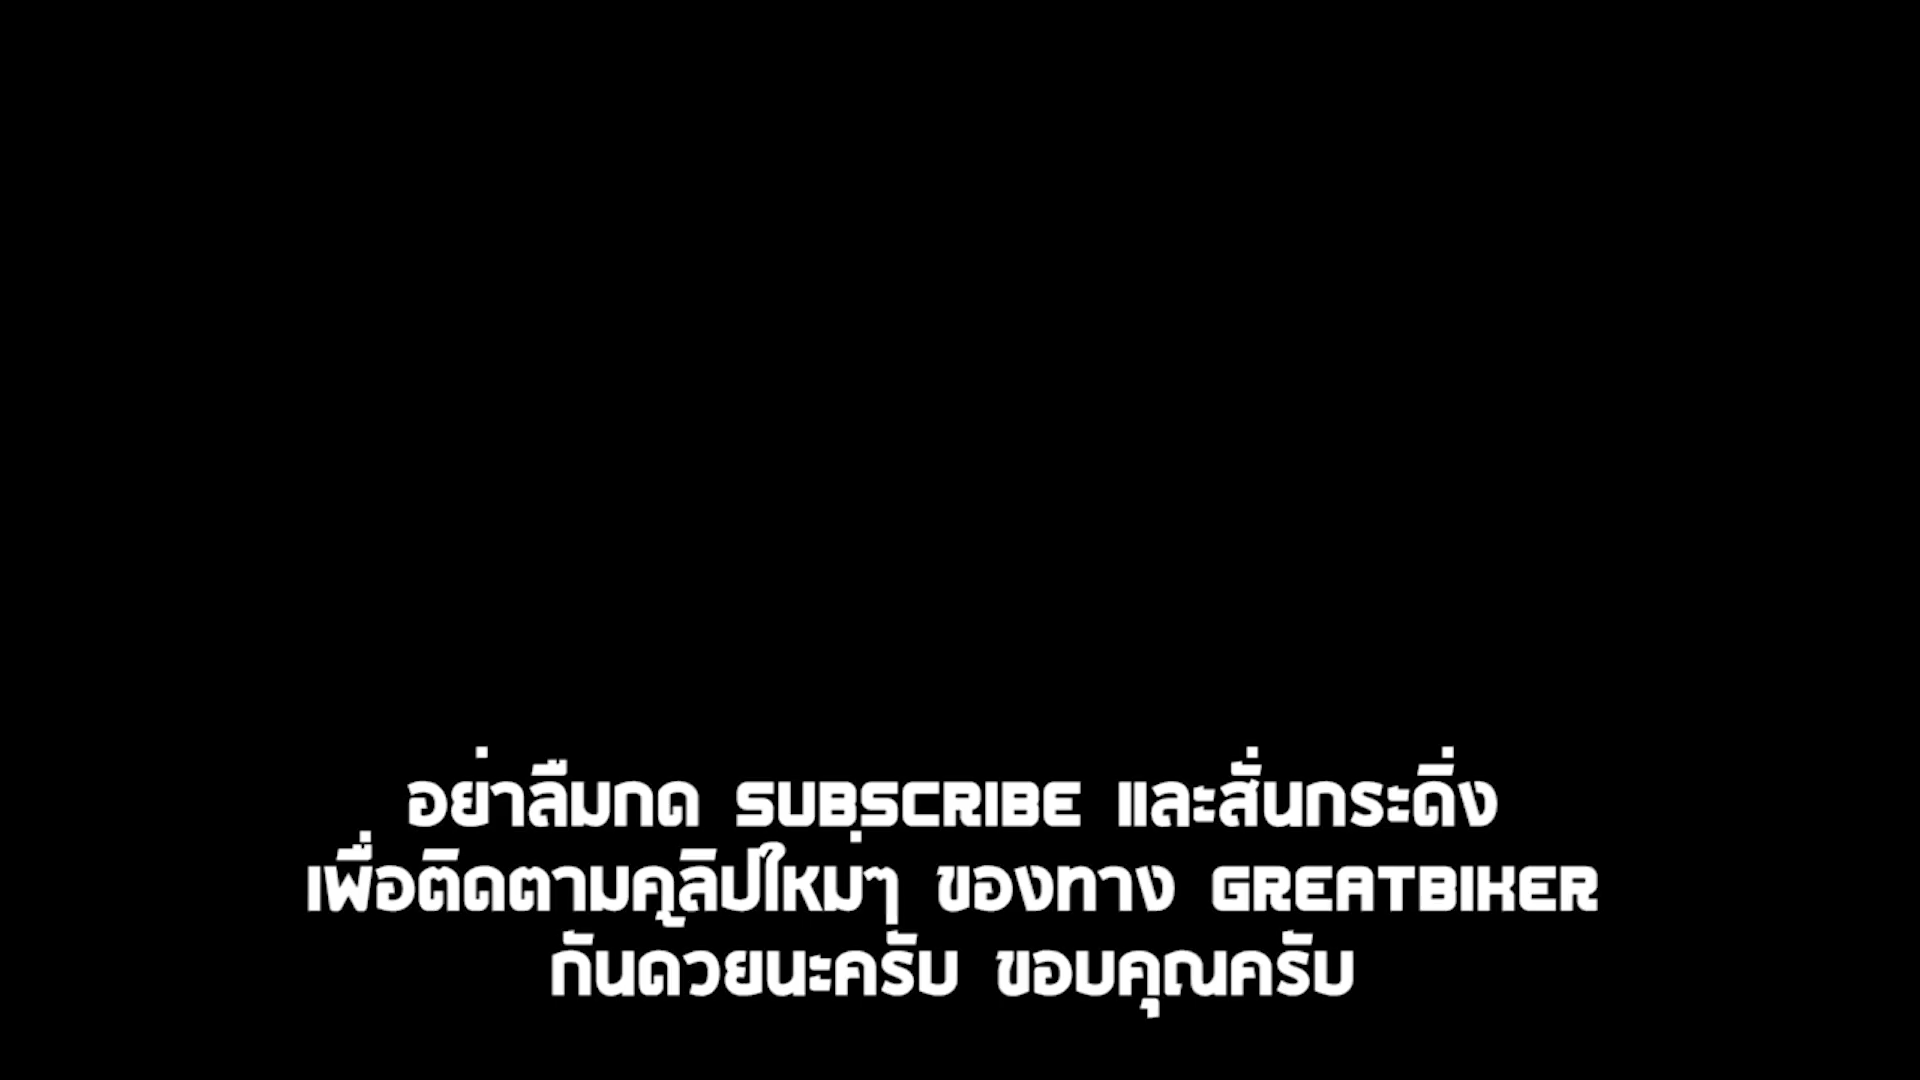 อย่าลืมกด SUBSCRIBE และสั่นกระดิ่ง
เพื่อติดตามคลิปใหม่ๆ ของทาง GREATBIKER
กันด้วยนะครับ ขอบคุณครับ